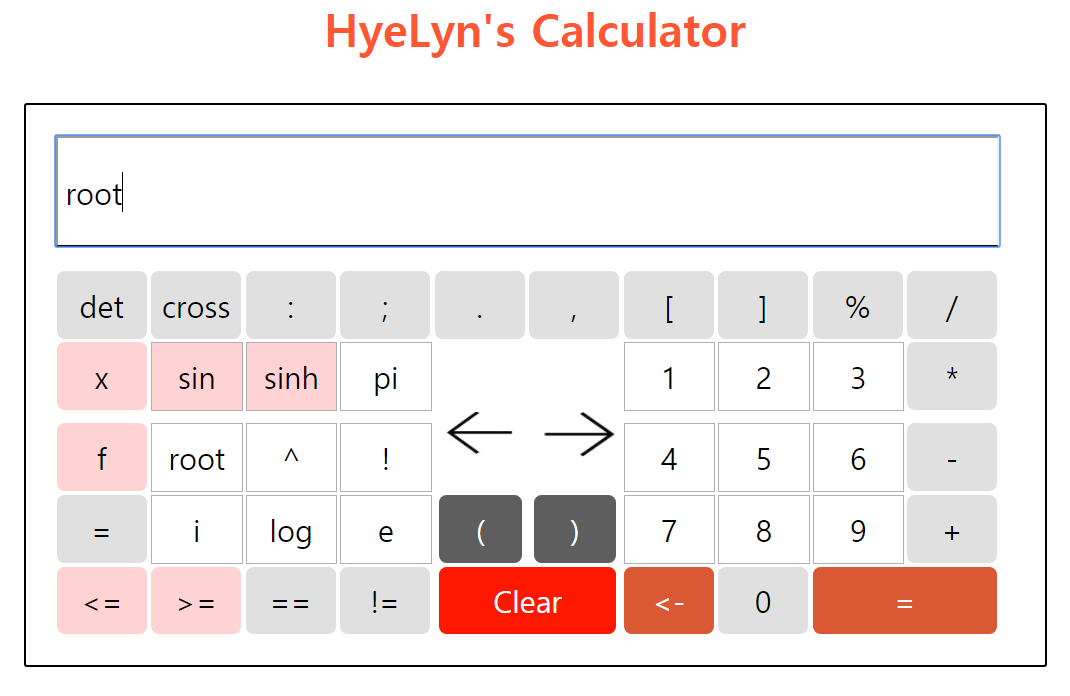 HyeLyn's Calculator
root
det cross : ; . , [ ] % /
x sin sinh pi 1 2 3 *
f root ^ ! 4 5 6 -
= i log e ( ) 7 8 9 +
<= >= == != Clear <- 0 =